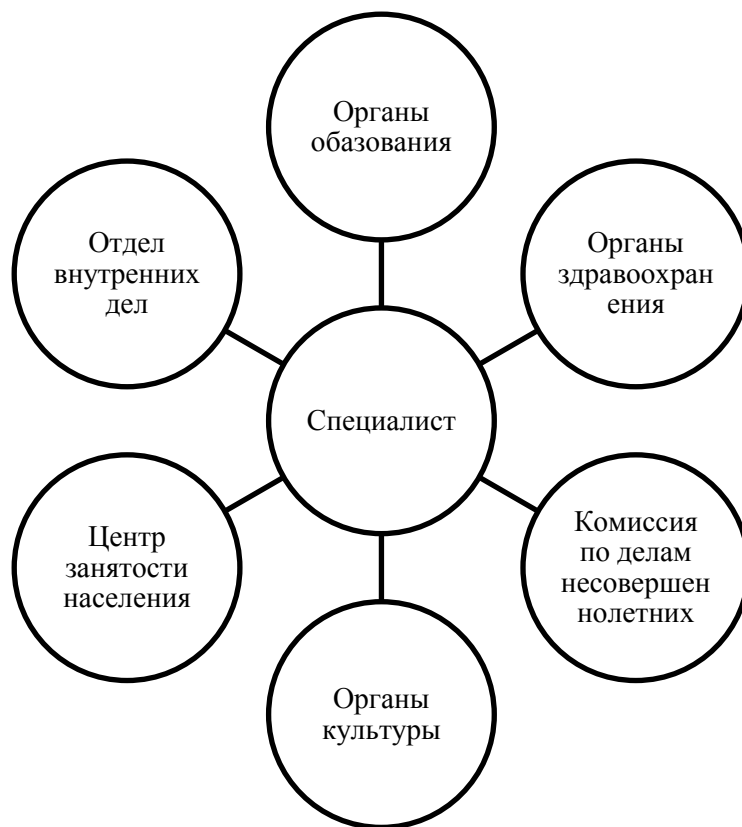 Органы
обазования
Отдел
внутренних
дел
Органы
здравоохран
ения
Специалист
Центр
занятости
населения
Комиссия
по делам
несовершен
нолетних
Органы
культуры